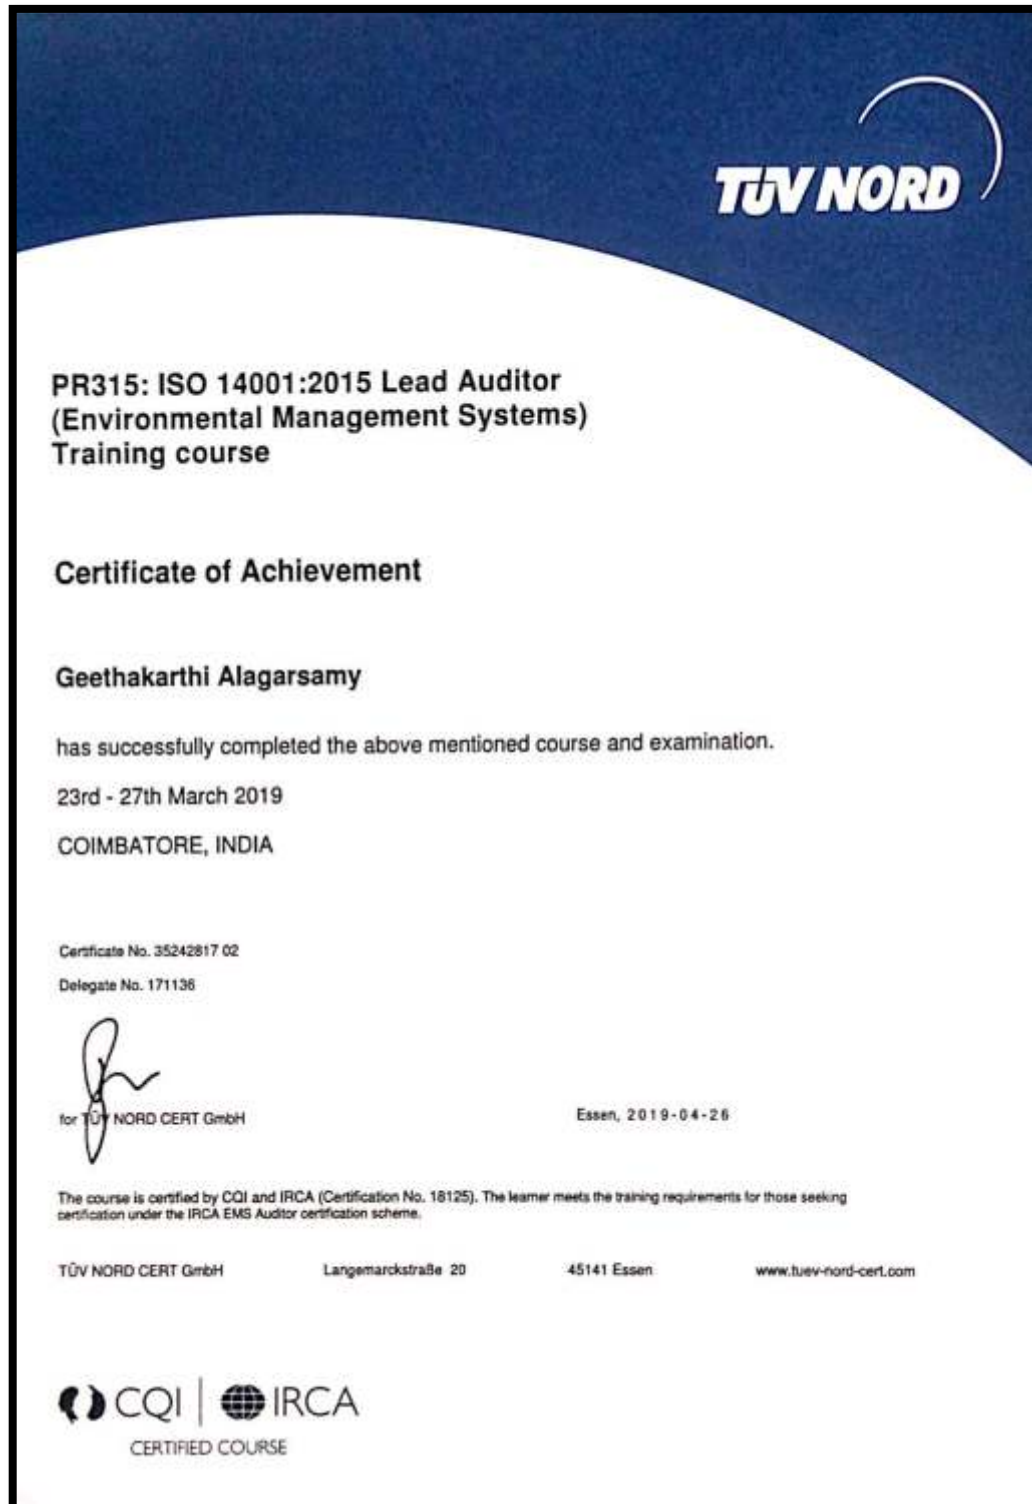 TÜV NORD
PR315: ISO 14001:2015 Lead Auditor
(Environmental Management Systems)
Training course
Certificate of Achievement
Geethakarthi Alagarsamy
has successfully completed the above mentioned course and examination.
23rd - 27th March 2019
COIMBATORE, INDIA
Certificate No. 35242817 02
Delegate No. 171136
for TÜV NORD CERT GmbH
Essen, 2019-04-26
The course is certified by CQI and IRCA (Certification No. 18125). The learner meets the training requirements for those seeking
certification under the IRCA EMS Auditor certification scheme.
TÜV NORD CERT GmbH Langemarckstraße 20 45141 Essen www.tuev-nord-cert.com
CQI IRCA
CERTIFIED COURSE